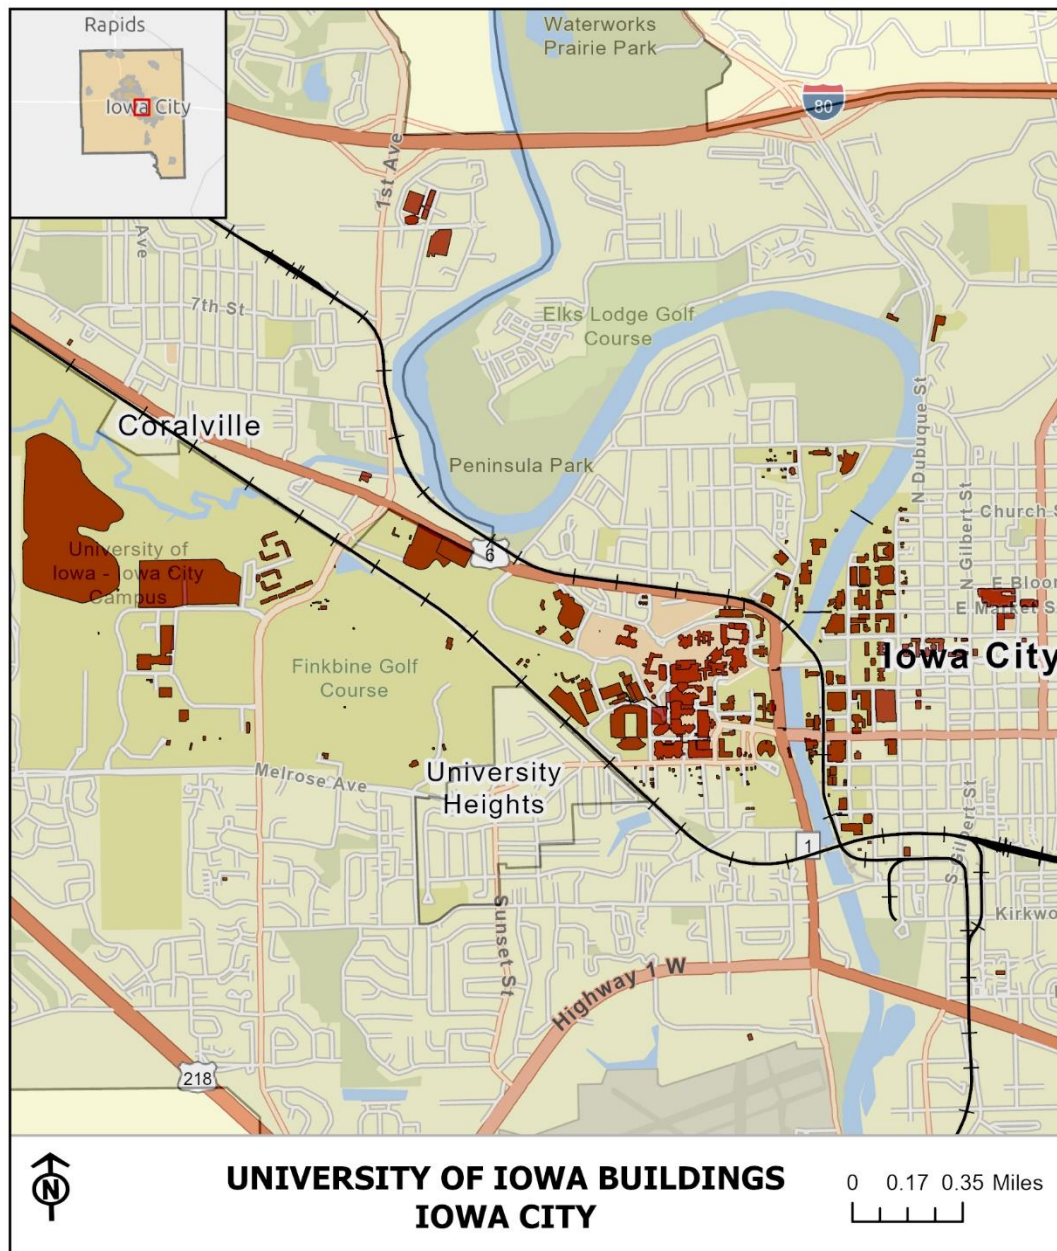 Rapids
Iowa City
Waterworks
Prairie Park
80
1st Ave
Ave
7th St
Elks Lodge Golf
Course
Coralville
Peninsula Park
N Dubuque St
N Gilbert St
Church S
6
University of
Iowa - Iowa City
Campus
E Bloo
E Market S
Iowa City
Finkbine Golf
Course
Melrose Ave
University
Heights
1
S Gilbert St
Kirkwo
Sunset St
Highway 1 W
218
N
UNIVERSITY OF IOWA BUILDINGS
IOWA CITY
0 0.17 0.35 Miles